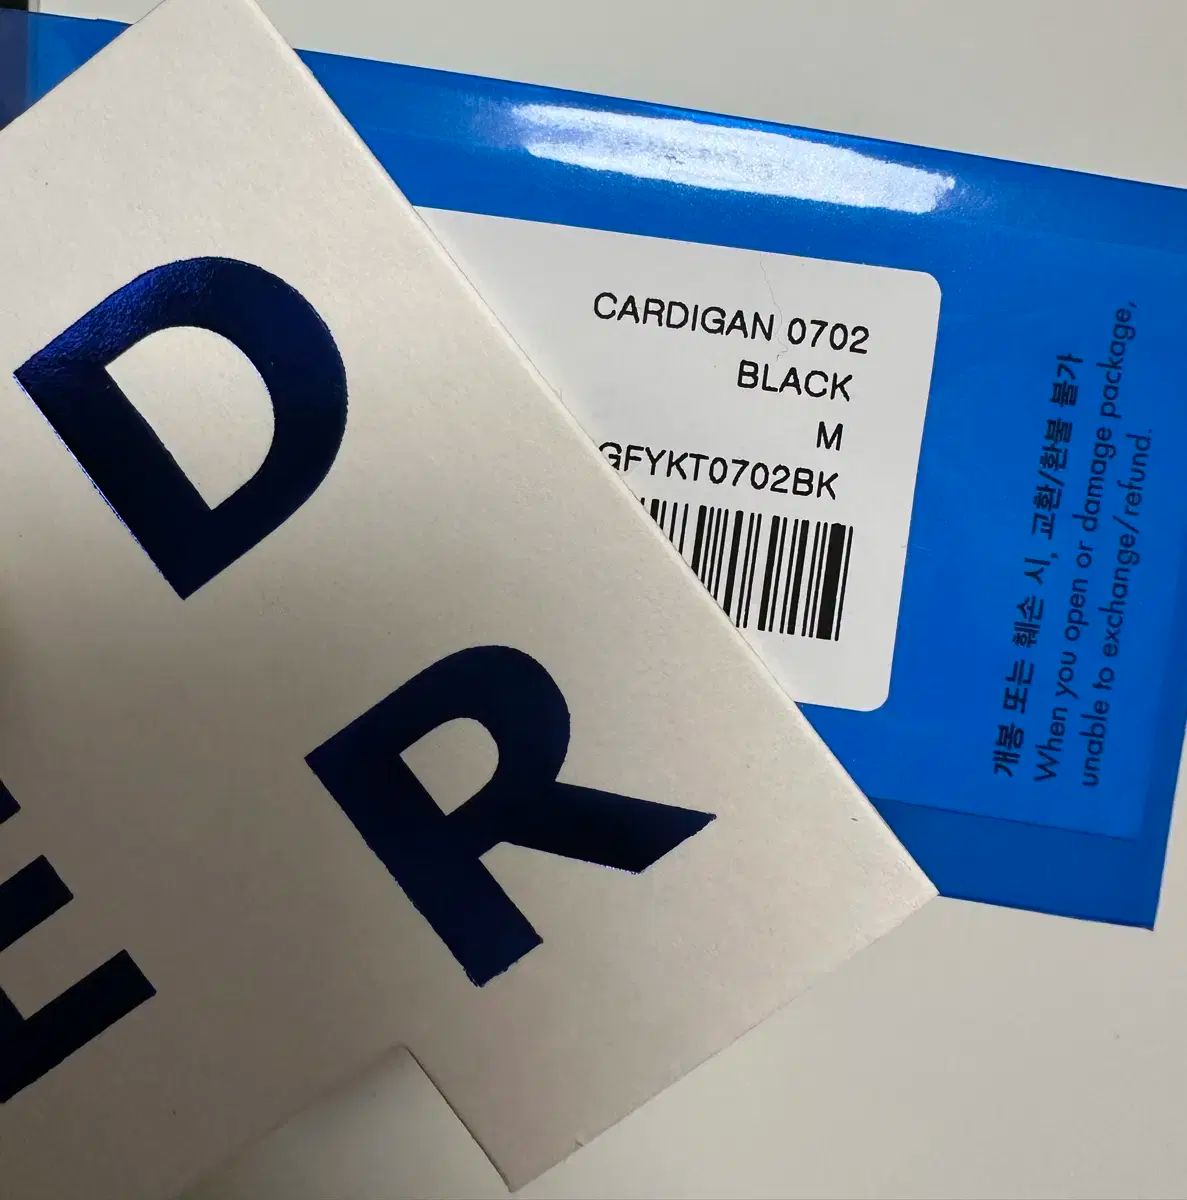 D
ER
CARDIGAN 0702
BLACK
M
GFYKT0702BK
개봉 또는 훼손 시, 교환/환불 불가
When you open or damage package,
unable to exchange/refund.